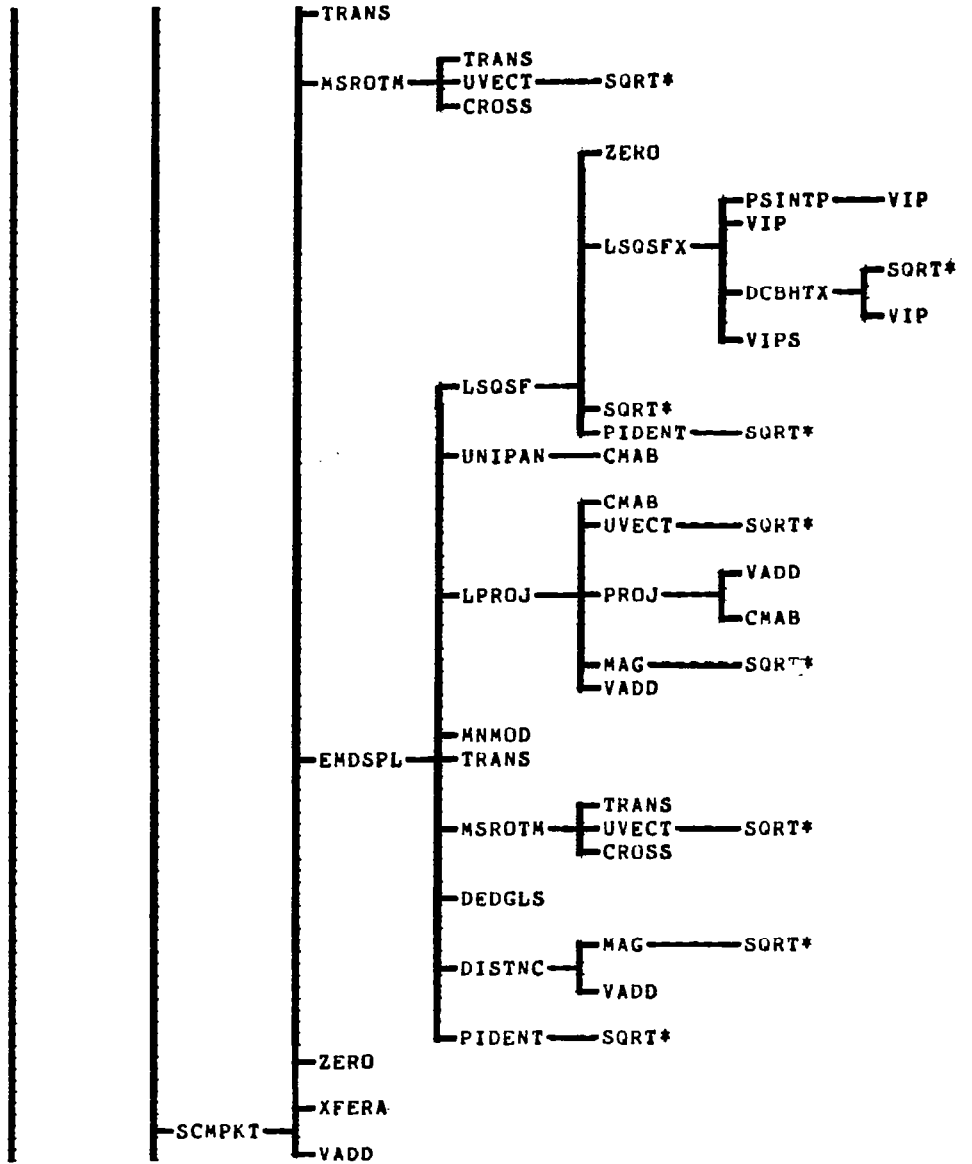 TRANS
TRANS
MSROTM UVECT SQRT*
CROSS
ZERO
PSINTP VIP
VIP
LSQSFX
SQRT*
DCBHTX
VIP
VIPS
LSQSF
SQRT*
PIDENT SQRT*
UNIPAN CMAB
CMAB
UVECT SQRT*
VADD
LPROJ PROJ
CMAB
MAG SQRT*
VADD
MNMOD
EMDSPL TRANS
TRANS
MSROTM UVECT SQRT*
CROSS
DEDGLS
MAG SQRT*
DISTNC
VADD
PIDENT SQRT*
ZERO
XFERA
SCMPKT
VADD